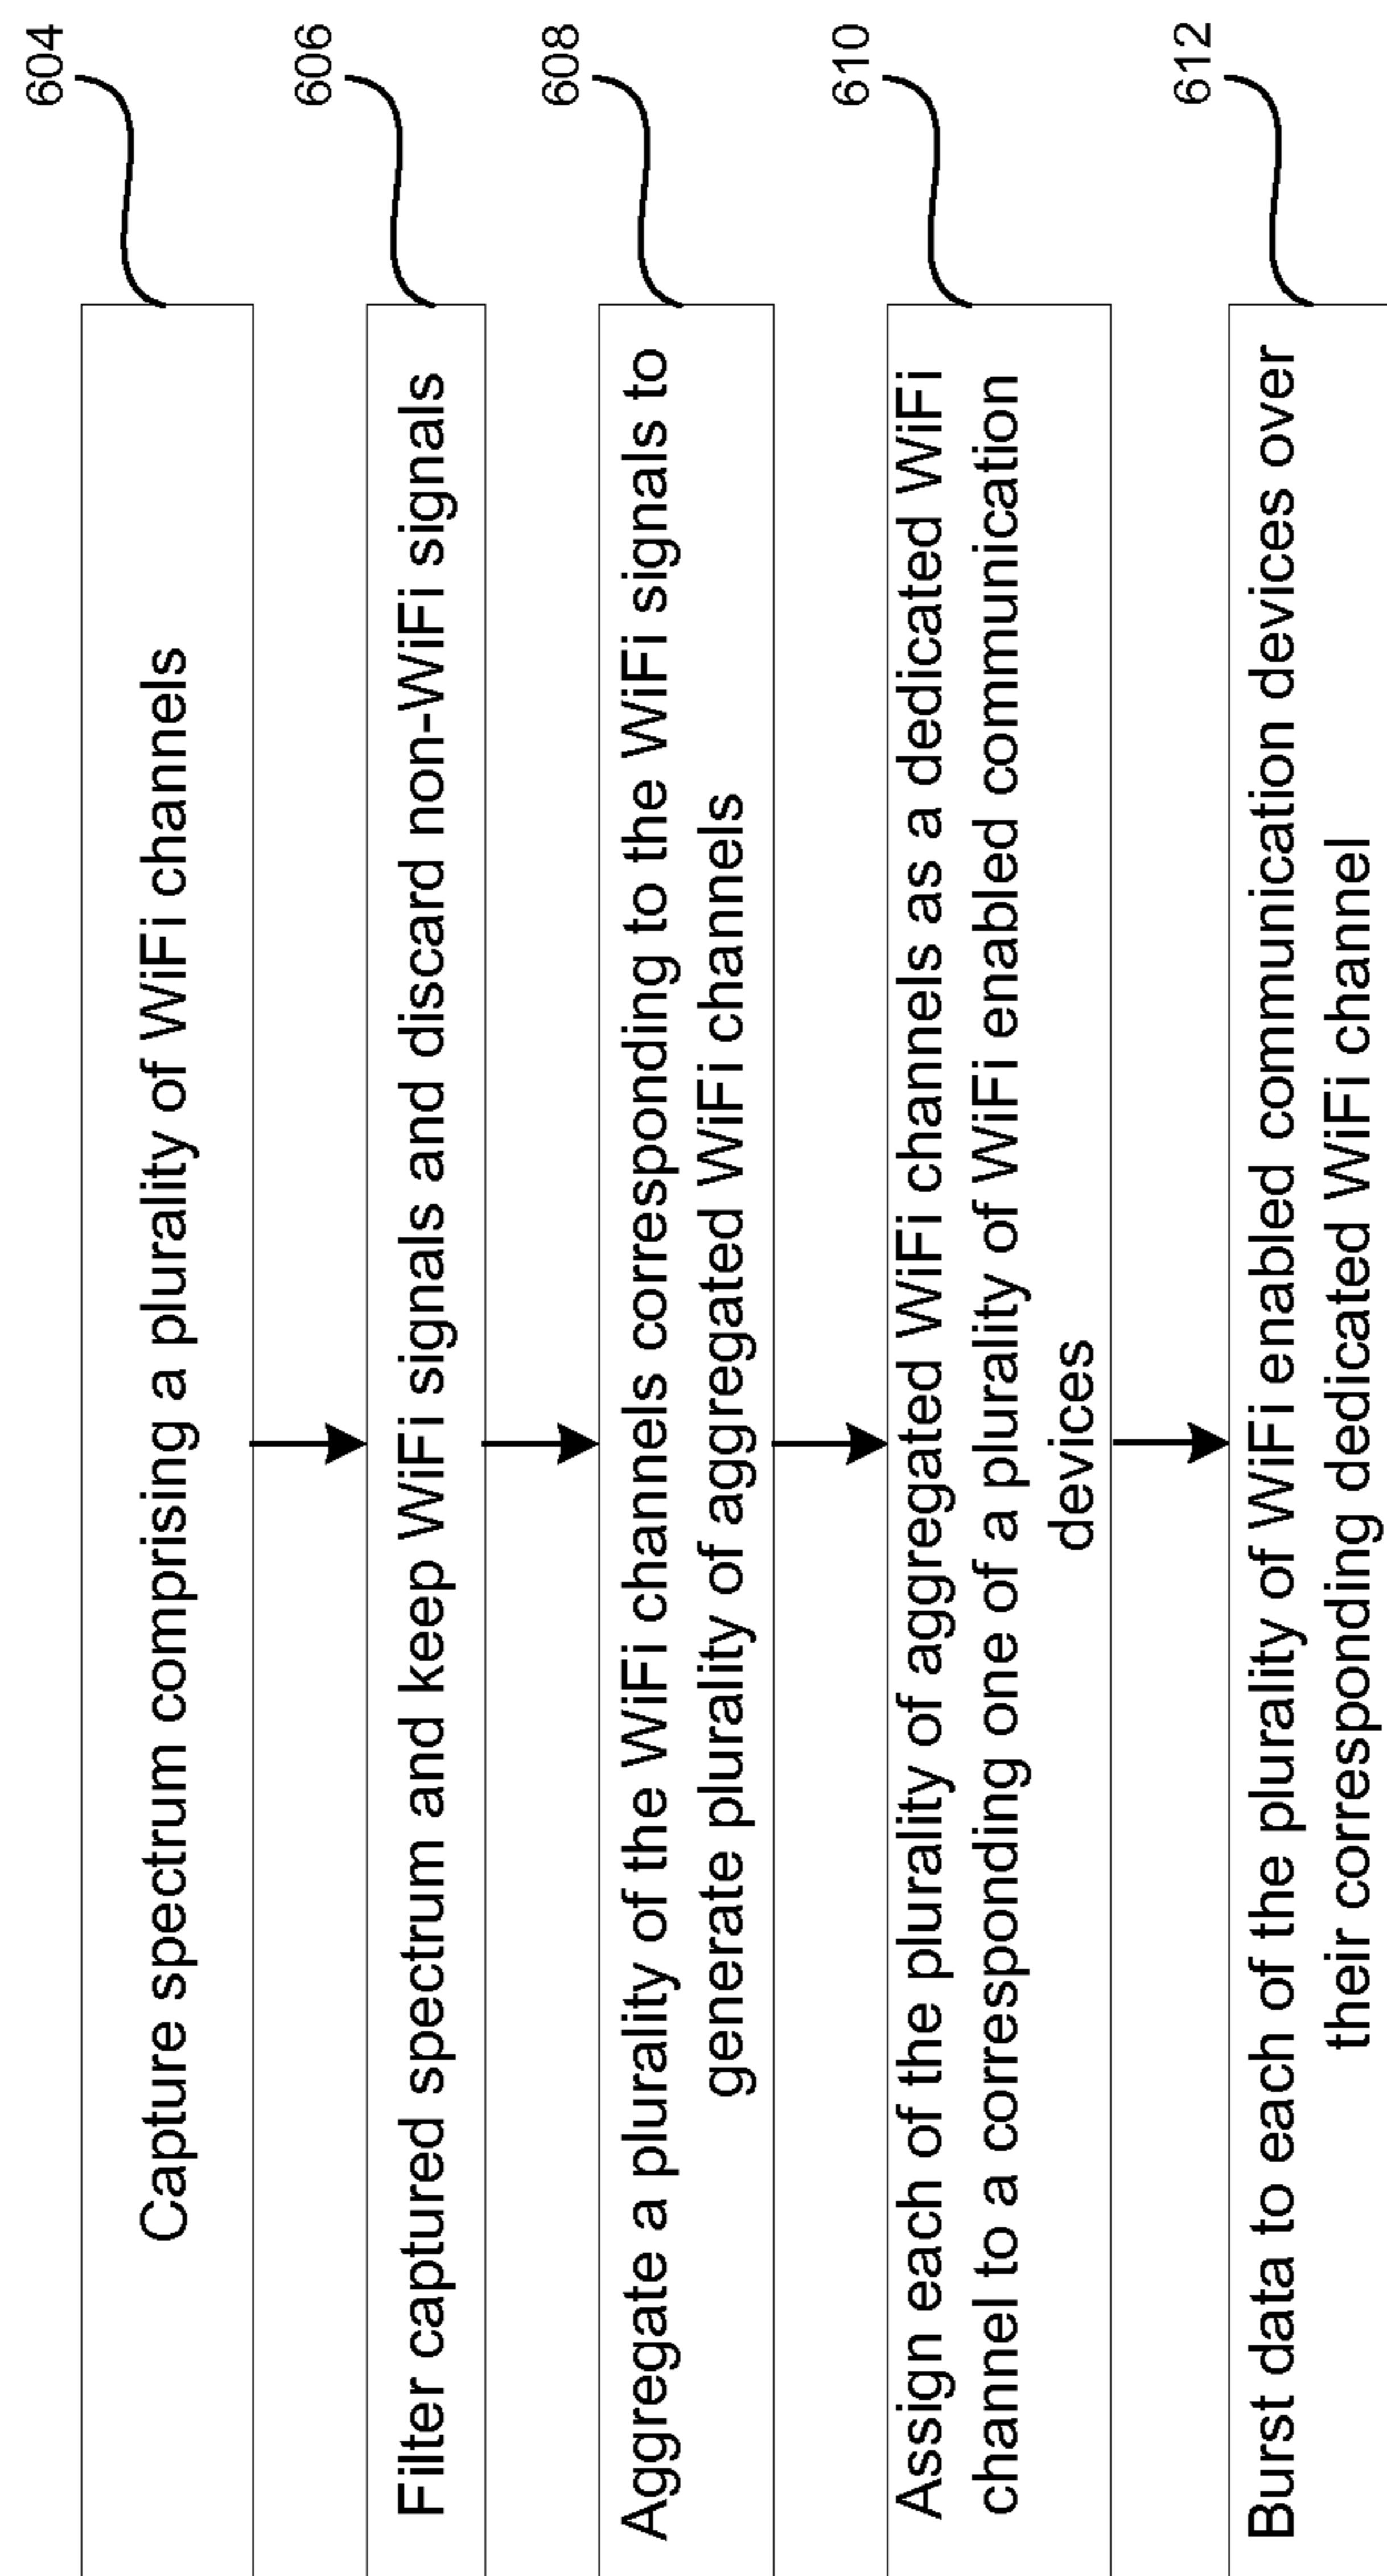 604
Capture spectrum comprising a plurality of WiFi channels
606
Filter captured spectrum and keep WiFi signals and discard non-WiFi signals
608
Aggregate a plurality of the WiFi channels corresponding to the WiFi signals to
generate plurality of aggregated WiFi channels
610
Assign each of the plurality of aggregated WiFi channels as a dedicated WiFi
channel to a corresponding one of a plurality of WiFi enabled communication
devices
612
Burst data to each of the plurality of WiFi enabled communication devices over
their corresponding dedicated WiFi channel